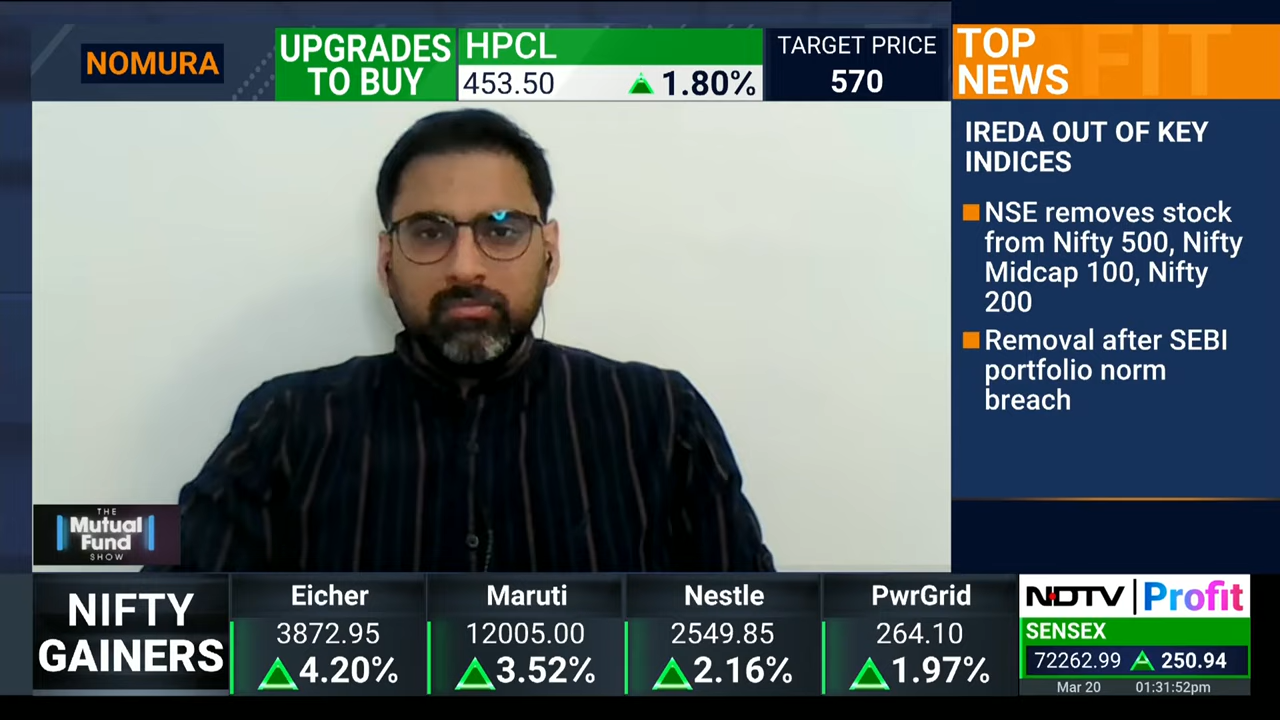 NOMURA
UPGRADES
TO BUY
HPCL
453.50 1.80%
TARGET PRICE
570
TOP
NEWS
IREDA OUT OF KEY
INDICES
NSE removes stock
from Nifty 500, Nifty
Midcap 100, Nifty
200
Removal after SEBI
portfolio norm
breach
THE
Mutual
Fund
SHOW
NIFTY
GAINERS
Eicher
3872.95
4.20%
Maruti
12005.00
3.52%
Nestle
2549.85
2.16%
PwrGrid
264.10
1.97%
NDTV Profit
SENSEX
72262.99 250.94
Mar 20 01:31:52pm